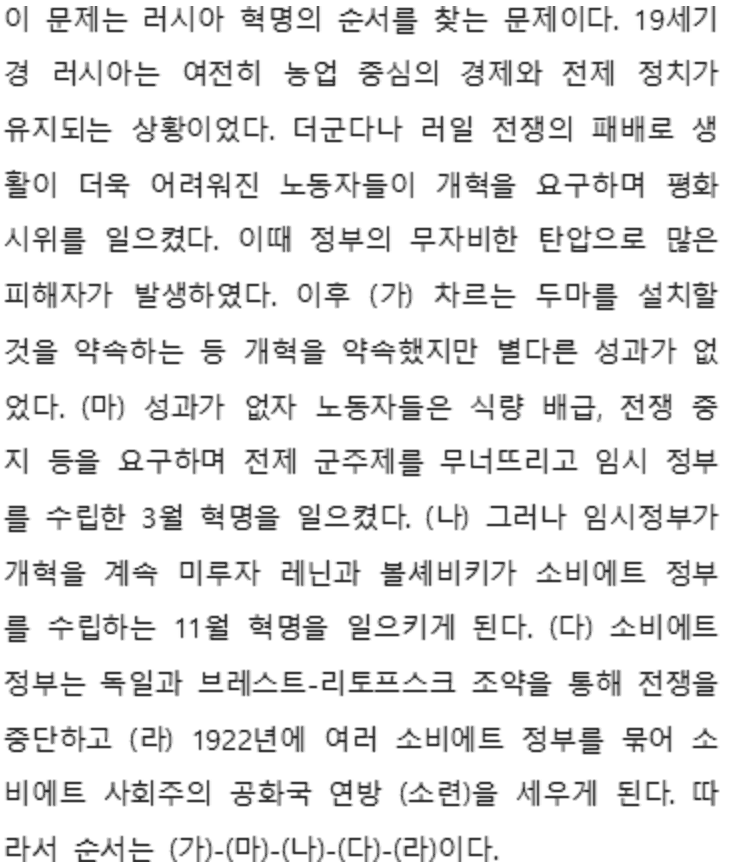 이 문제는 러시아 혁명의 순서를 찾는 문제이다. 19세기
경 러시아는 여전히 농업 중심의 경제와 전제 정치가
유지되는 상황이었다. 더군다나 러일 전쟁의 패배로 생
활이 더욱 어려워진 노동자들이 개혁을 요구하며 평화
시위를 일으켰다. 이때 정부의 무자비한 탄압으로 많은
피해자가 발생하였다. 이후 (가) 차르는 두마를 설치할
것을 약속하는 등 개혁을 약속했지만 별다른 성과가 없
었다. (마) 성과가 없자 노동자들은 식량 배급, 전쟁 중
지 등을 요구하며 전제 군주제를 무너뜨리고 임시 정부
를 수립한 3월 혁명을 일으켰다. (나) 그러나 임시정부가
개혁을 계속 미루자 레닌과 볼셰비키가 소비에트 정부
를 수립하는 11월 혁명을 일으키게 된다. (다) 소비에트
정부는 독일과 브레스트-리토프스크 조약을 통해 전쟁을
중단하고 (라) 1922년에 여러 소비에트 정부를 묶어 소
비에트 사회주의 공화국 연방 (소련)을 세우게 된다. 따
라서 순서는 (가)-(마)-(나)-(다)-(라)이다.